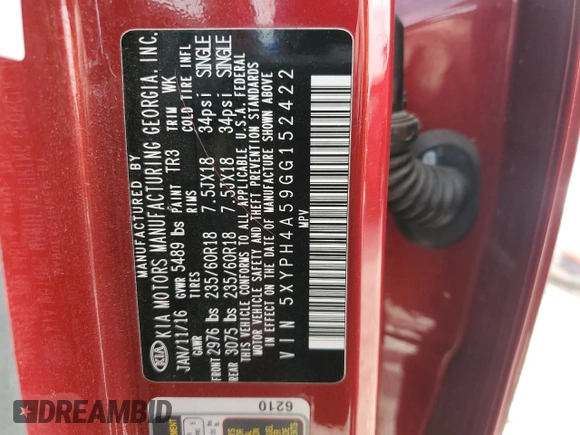 MANUFACTURED BY
KIA KIA MOTORS MANUFACTURING GEORGIA, INC.
JAN/11/16 GVWR 5489 lbs PAINT TR3 TRIM WK
GAWR TIRES RIMS COLD TIRE INFL
FRONT 2976 lbs 235/60R18 7.5JX18 34psi SINGLE
REAR 3075 lbs 235/60R18 7.5JX18 34psi SINGLE
THIS VEHICLE CONFORMS TO ALL APPLICABLE U.S.A. FEDERAL
MOTOR VEHICLE SAFETY AND THEFT PREVENTION STANDARDS
IN EFFECT ON THE DATE OF MANUFACTURE SHOWN ABOVE
VIN 5XYPH4A59GG152422
MPV
6210
DREAMBID